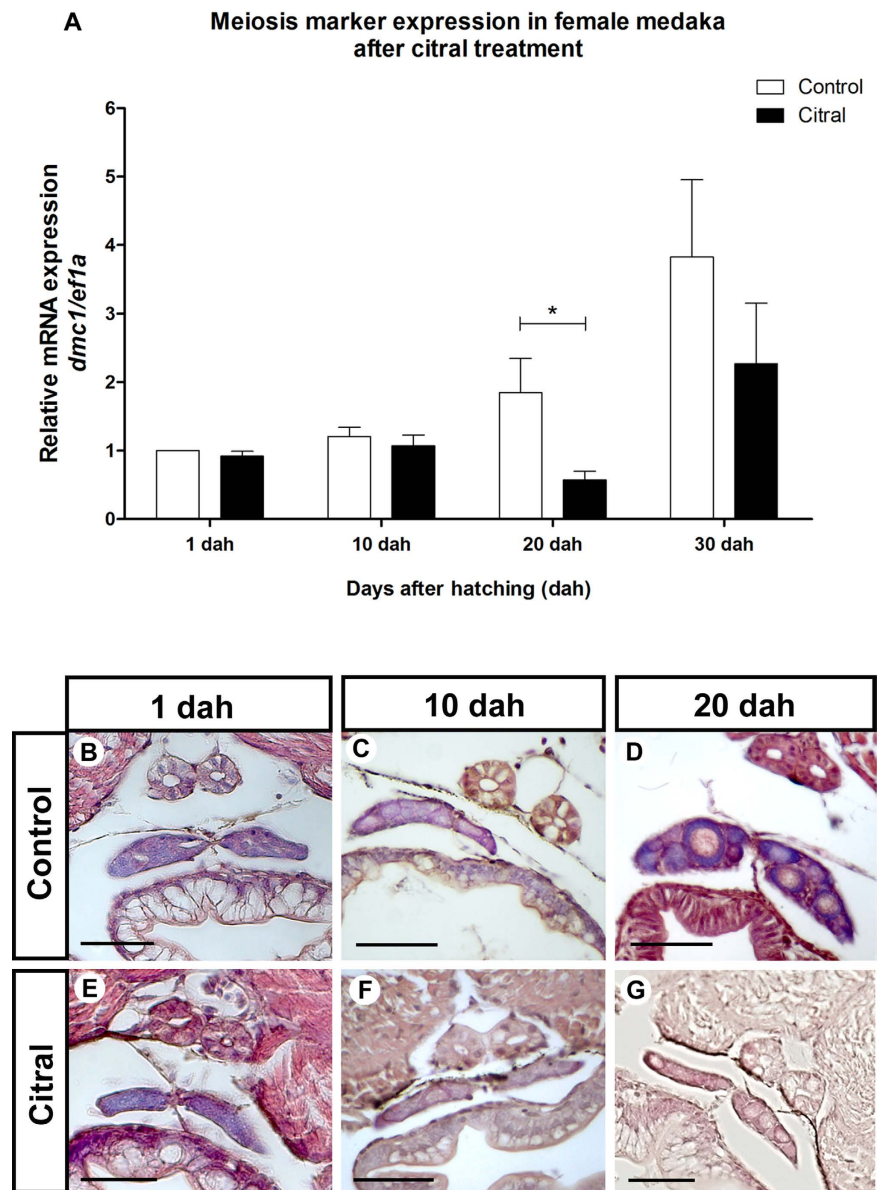 A
Meiosis marker expression in female medaka
after citral treatment
Control
Citral
Relative mRNA expression
dmc1/ef1a
6
5
4
3
2
1
0
*
1 dah
10 dah
20 dah
30 dah
Days after hatching (dah)
1 dah
10 dah
20 dah
Control
B
C
D
Citral
E
F
G